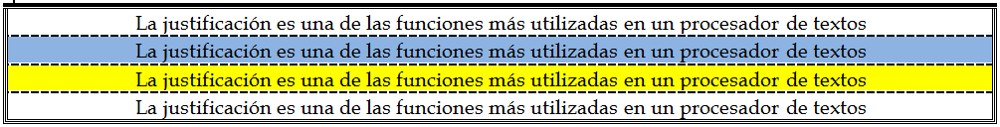 La justificación es una de las funciones más utilizadas en un procesador de textos
La justificación es una de las funciones más utilizadas en un procesador de textos
La justificación es una de las funciones más utilizadas en un procesador de textos
La justificación es una de las funciones más utilizadas en un procesador de textos